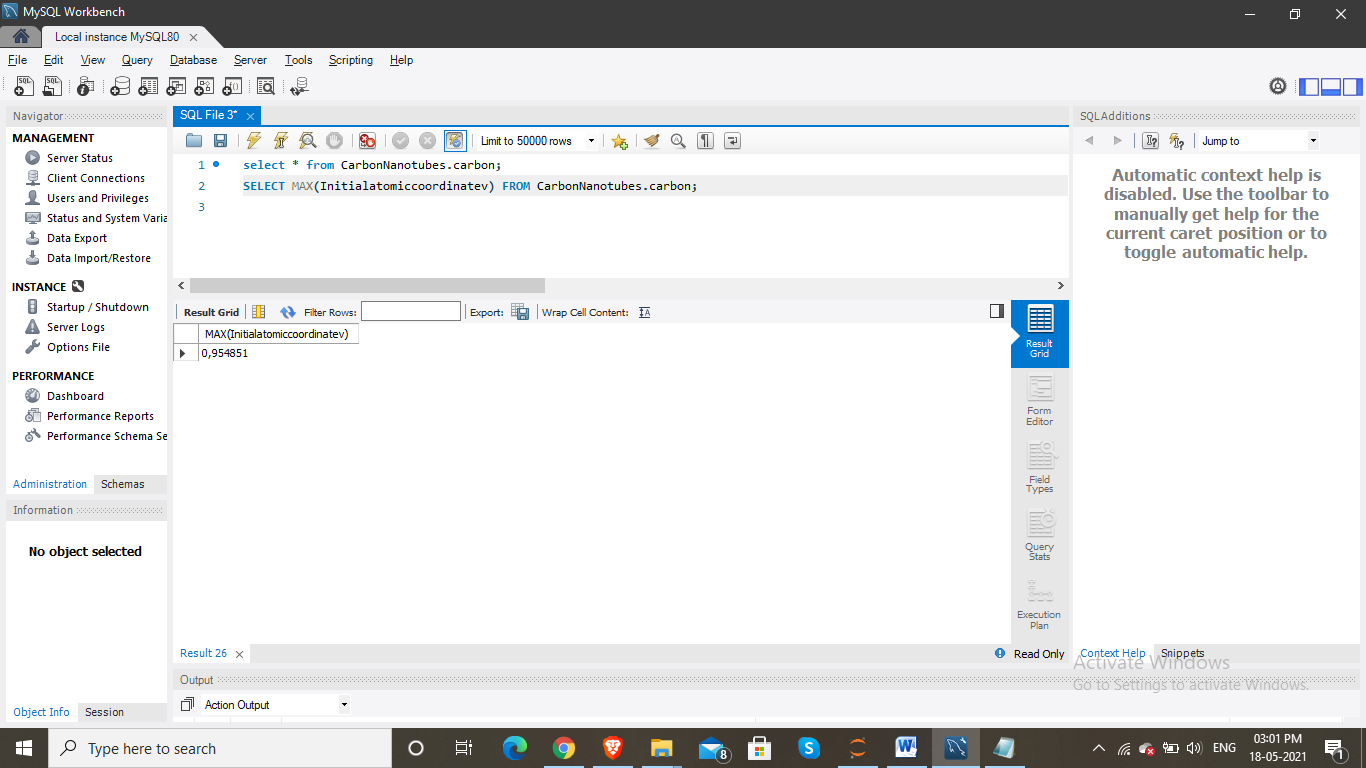 MySQL Workbench
Local instance MySQL80
File Edit View Query Database Server Tools Scripting Help
Navigator
MANAGEMENT
Server Status
Client Connections
Users and Privileges
Status and System Varia
Data Export
Data Import/Restore
INSTANCE
Startup / Shutdown
Server Logs
Options File
PERFORMANCE
Dashboard
Performance Reports
Performance Schema Se
Administration Schemas
Information
No object selected
Object Info Session
SQL File 3*
Limit to 50000 rows
1 select * from CarbonNanotubes.carbon;
2 SELECT MAX(Initialatomiccoordinatev) FROM CarbonNanotubes.carbon;
3
Result Grid Filter Rows: Export: Wrap Cell Content:
MAX(Initialatomiccoordinatev)
0,954851
Result
Grid
Form
Editor
Field
Types
Query
Stats
Execution
Plan
Result 26
Read Only
Output
Action Output
SQLAdditions
Jump to
Automatic context help is
disabled. Use the toolbar to
manually get help for the
current caret position or to
toggle automatic help.
Context Help Snippets
Activate Windows
Go to Settings to activate Windows.
Type here to search
8
ENG
03:01 PM
18-05-2021
1